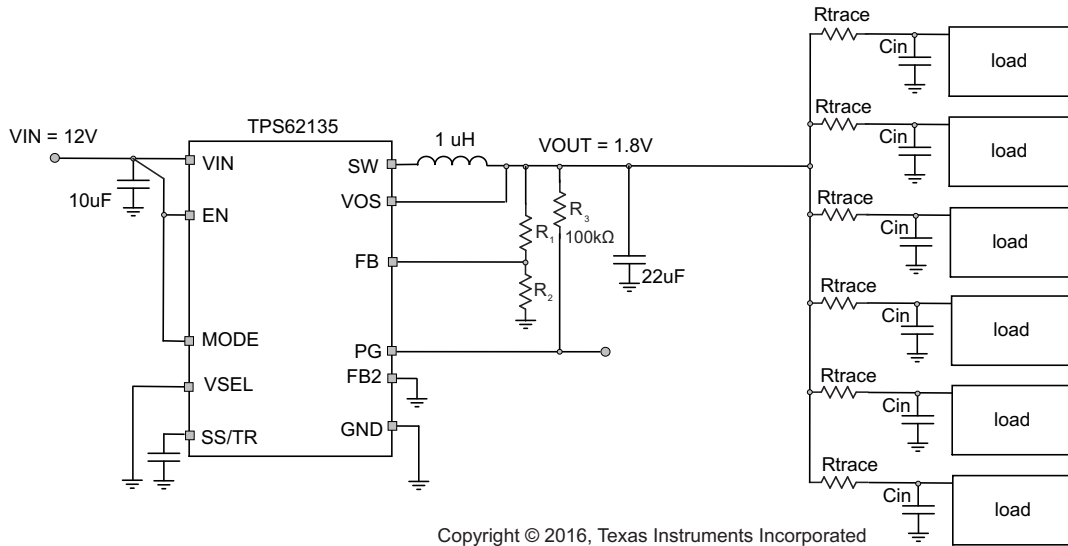 TPS62135
VIN = 12V
VIN
10uF
EN
MODE
VSEL
SS/TR
SW
VOS
FB
PG
FB2
GND
1 uH
VOUT = 1.8V
R1
R2
R3
100kΩ
22uF
Rtrace
Cin
load
Rtrace
Cin
load
Rtrace
Cin
load
Rtrace
Cin
load
Rtrace
Cin
load
Rtrace
Cin
load
Copyright © 2016, Texas Instruments Incorporated